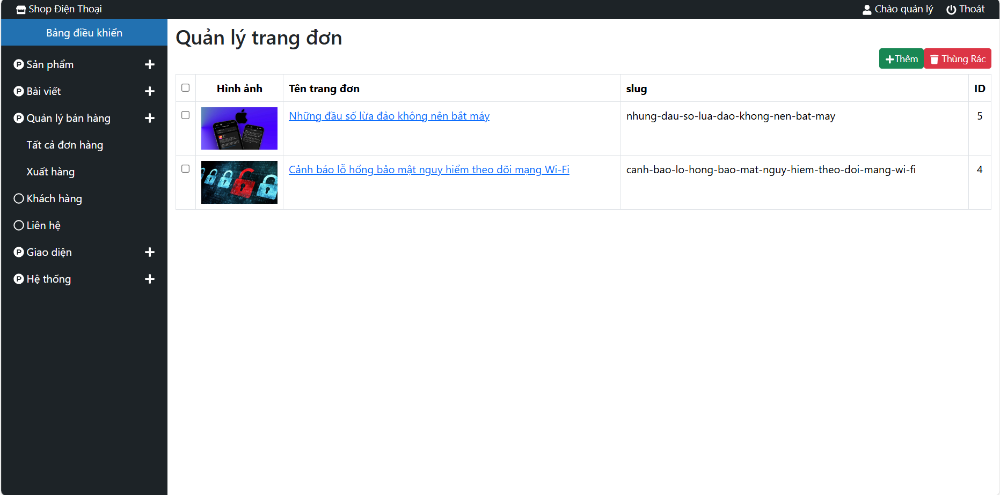 Shop Điện Thoại
Chào quản lý
Thoát
Bảng điều khiển
Sản phẩm
Bài viết
Quản lý bán hàng
Tất cả đơn hàng
Xuất hàng
Khách hàng
Liên hệ
Giao diện
Hệ thống
Quản lý trang đơn
Thêm
Thùng Rác
Hình ảnh
Tên trang đơn
slug
ID
Những đầu số lừa đảo không nên bắt máy
nhung-dau-so-lua-dao-khong-nen-bat-may
5
Cảnh báo lỗ hổng bảo mật nguy hiểm theo dõi mạng Wi-Fi
canh-bao-lo-hong-bao-mat-nguy-hiem-theo-doi-mang-wi-fi
4